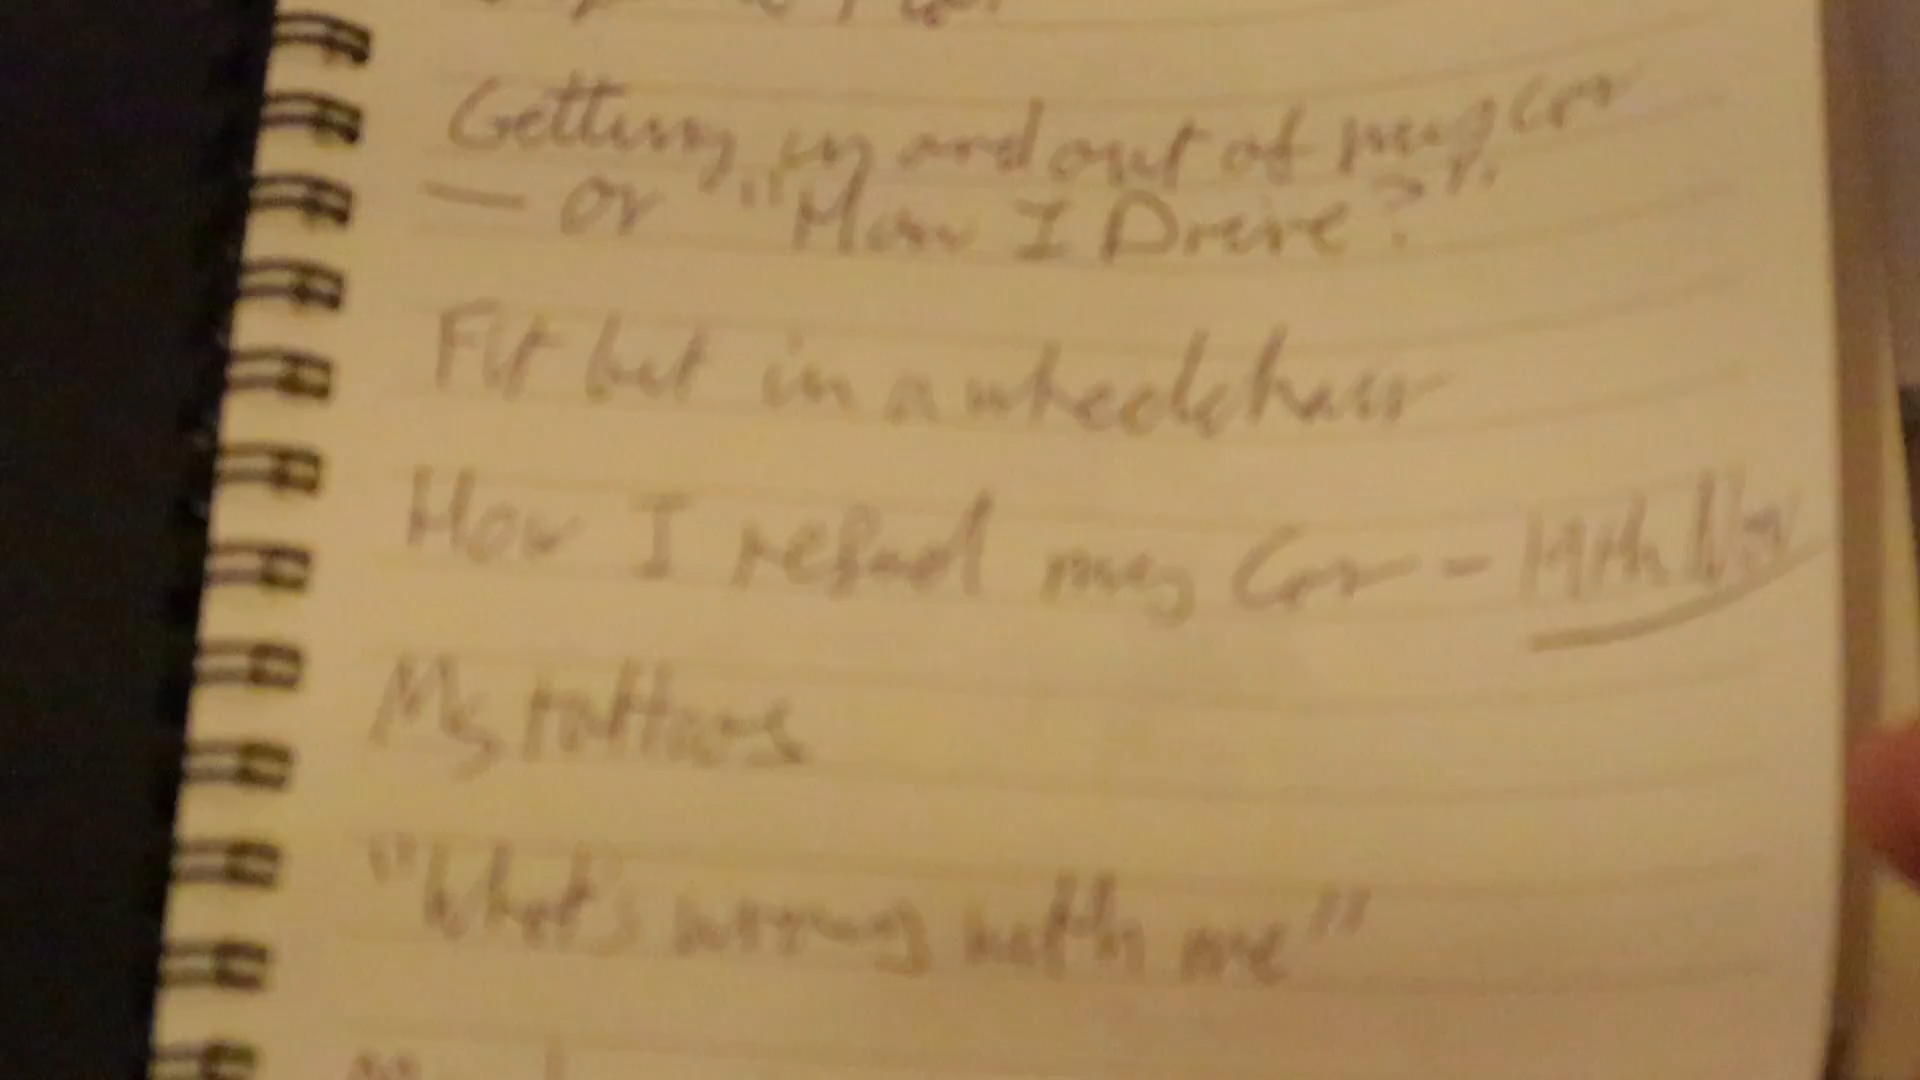 Getting in and out of my car
— or "How I Drive?".
Fit but in a wheelchair
How I refuel my car - 14th Nov
My tattoos
"What's wrong with me"